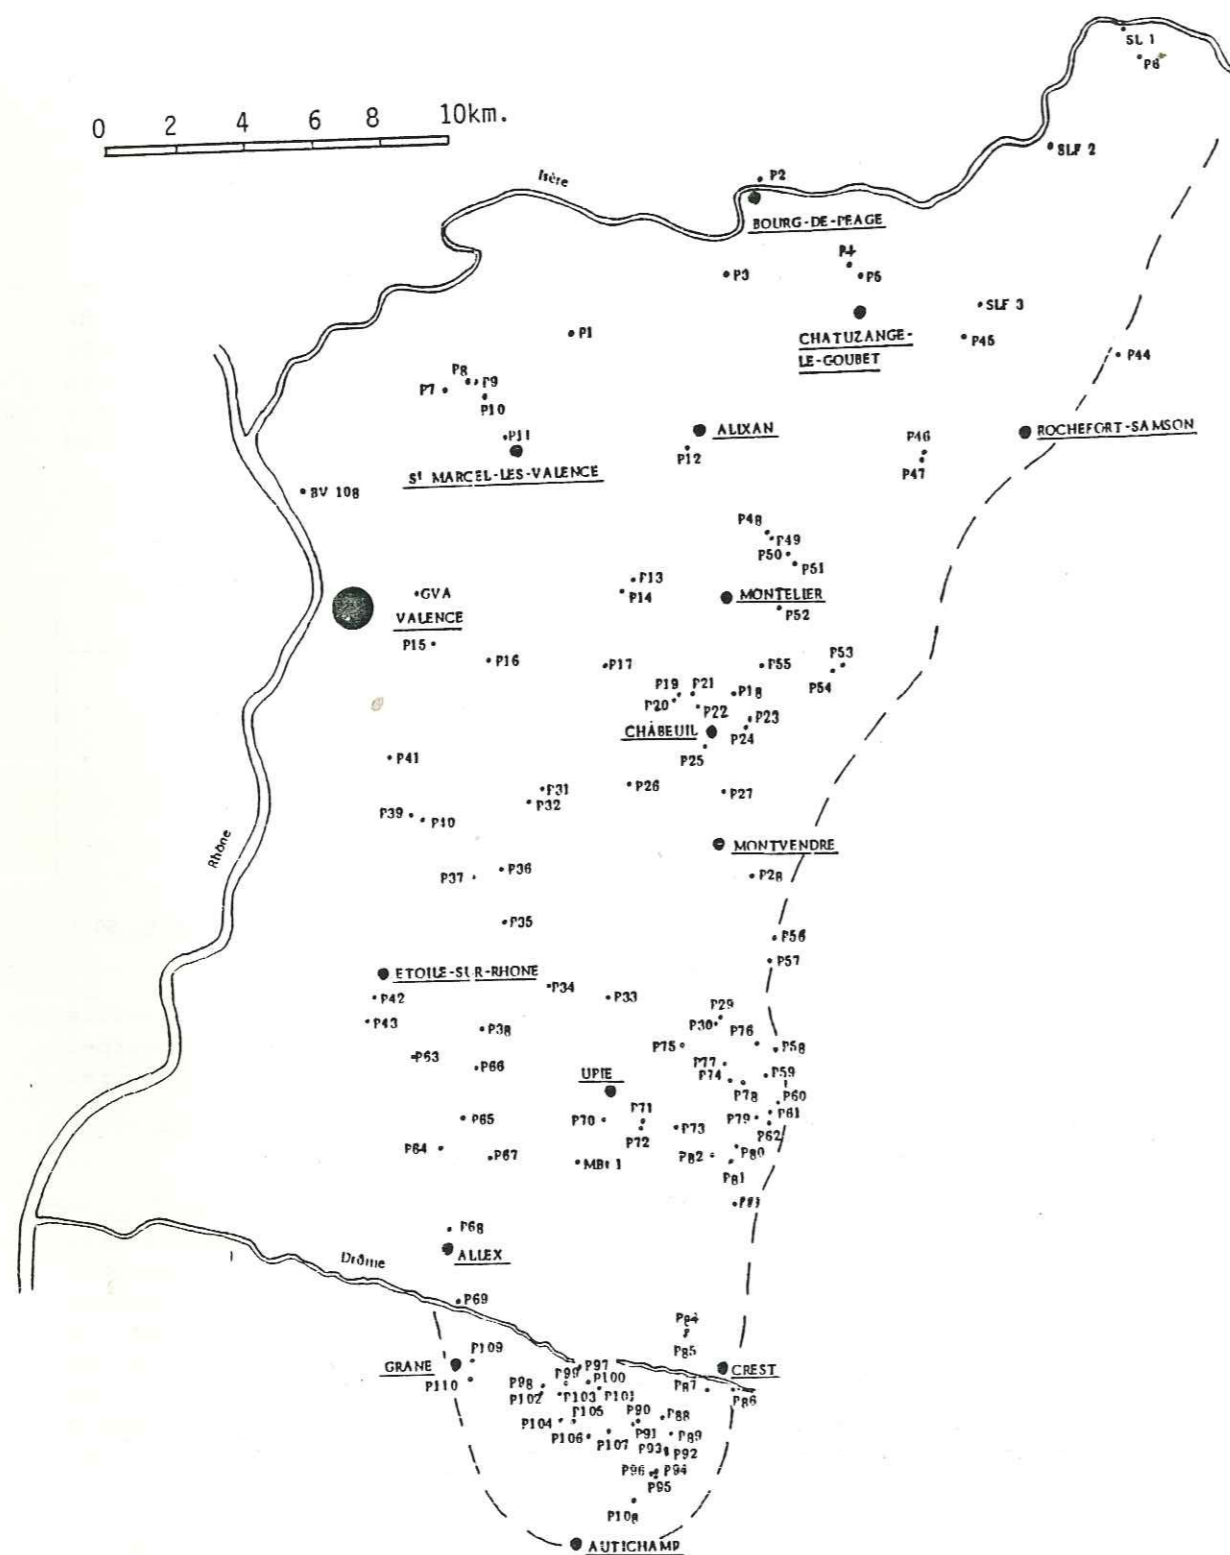 SL 1
P6
0 2 4 6 8 10km.
SLF 2
Isère
P2
BOURG-DE-PEAGE
P4
P3
P5
SLF 3
P1
CHATUZANGE-
LE-GOUBET
P45
P44
P8
P9
P7
P10
ALIXAN
ROCHEFORT-SAMSON
P11
P46
P12
P47
St MARCEL-LES-VALENCE
BV 108
P48
P49
P50
P51
P13
GVA
P14
MONTELIER
VALENCE
P52
P15
P16
P17
P55
P53
P54
P19
P21
P18
P20
P22
P23
CHABEUIL
P24
P25
P41
P26
P31
P27
P32
P39
P40
Rhône
MONTVENDRE
P36
P37
P28
P35
P56
P57
ETOILE-SUR-RHONE
P34
P42
P33
P29
P43
P38
P30
P76
P75
P58
P63
P66
P77
UPIE
P74
P59
P78
P60
P65
P71
P61
P70
P79
P72
P73
P62
P64
P67
P82
P80
MBt 1
P81
P83
P68
ALLEX
Drôme
P69
P84
P85
P109
GRANE
P97
CREST
P110
P98
P99
P100
P87
P102
P103
P101
P86
P105
P90
P88
P104
P91
P89
P106
P107
P93
P92
P96
P94
P95
P108
AUTICHAMP